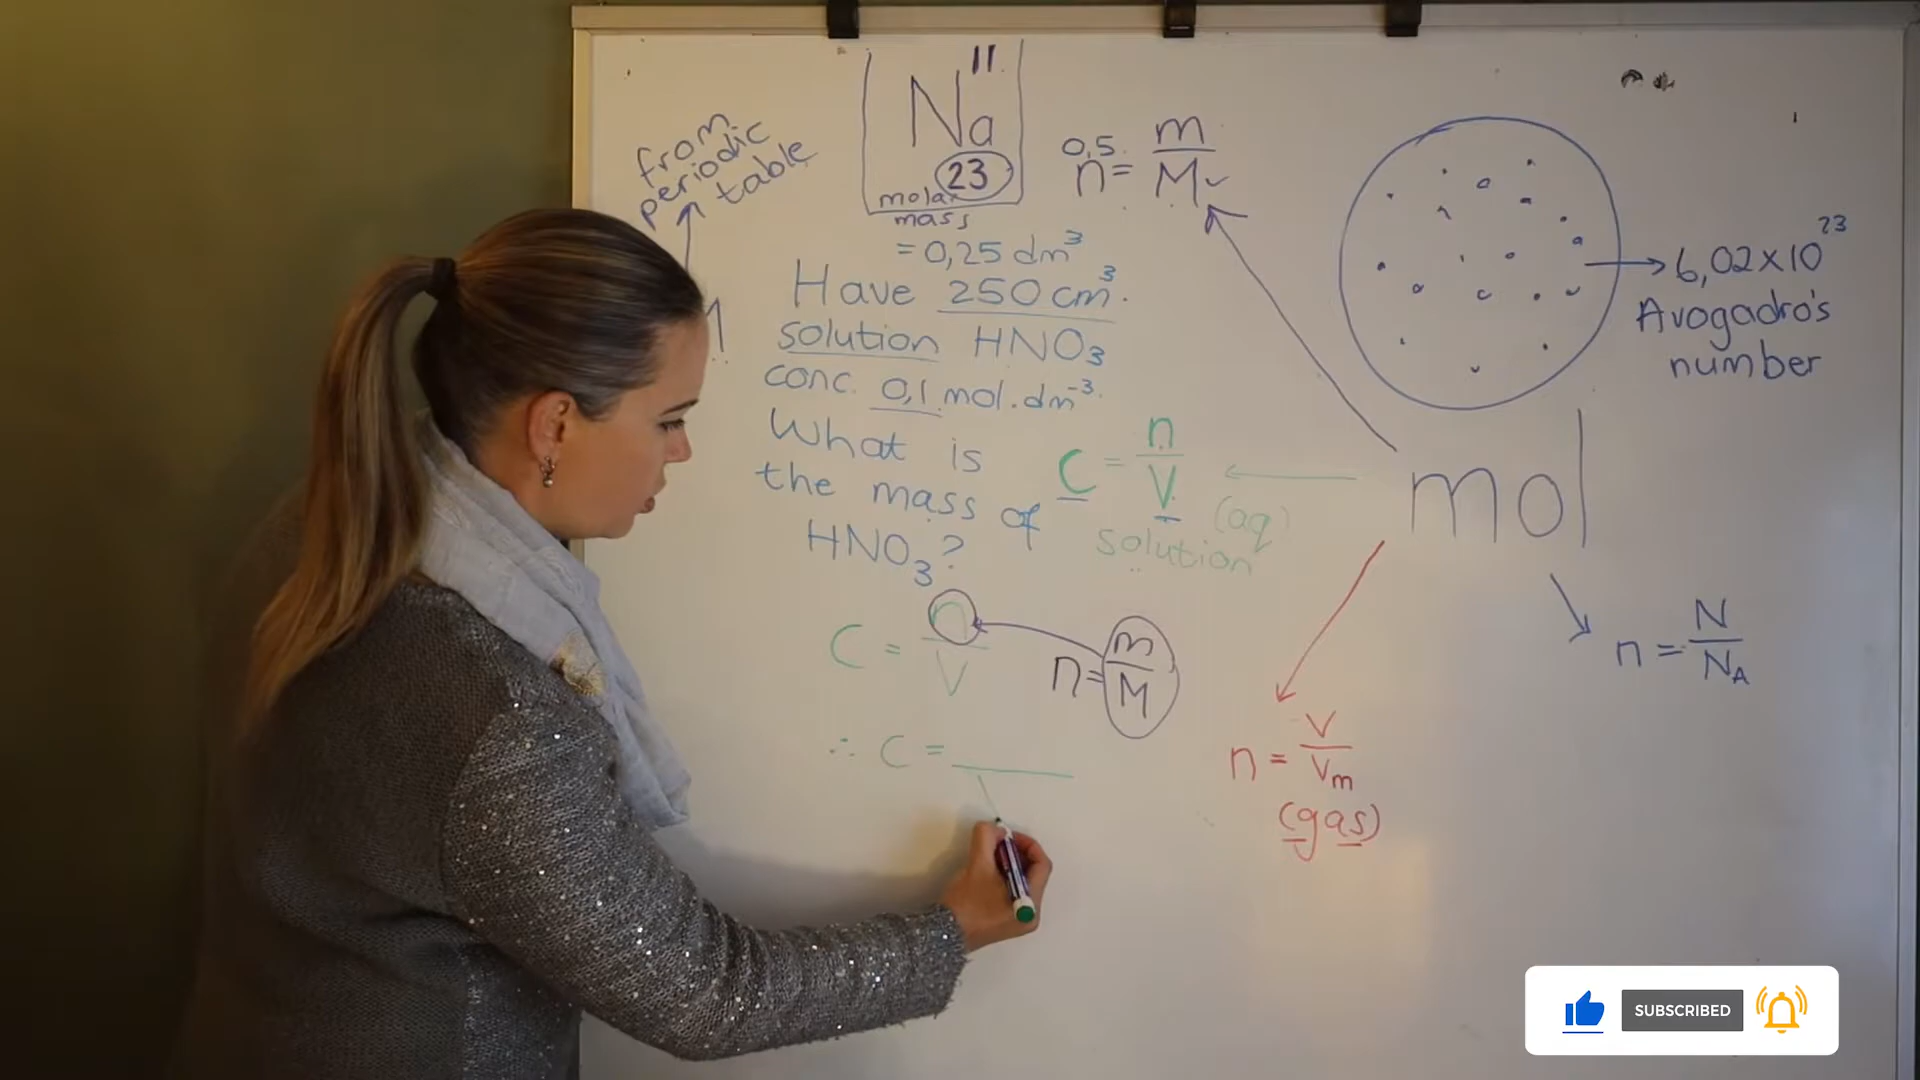 from
periodic
table
11
Na
23
molar
mass
0,5
n = m/M
= 0,25 dm³
Have 250 cm³.
solution HNO₃
conc. 0,1 mol.dm⁻³.
What is
the mass of
HNO₃?
C = n/V
(aq)
solution
C = n/V
n = m/M
∴ C =
6,02x10²³
Avogadro's
number
mol
n = N/N_A
n = V/Vm
(gas)
SUBSCRIBED